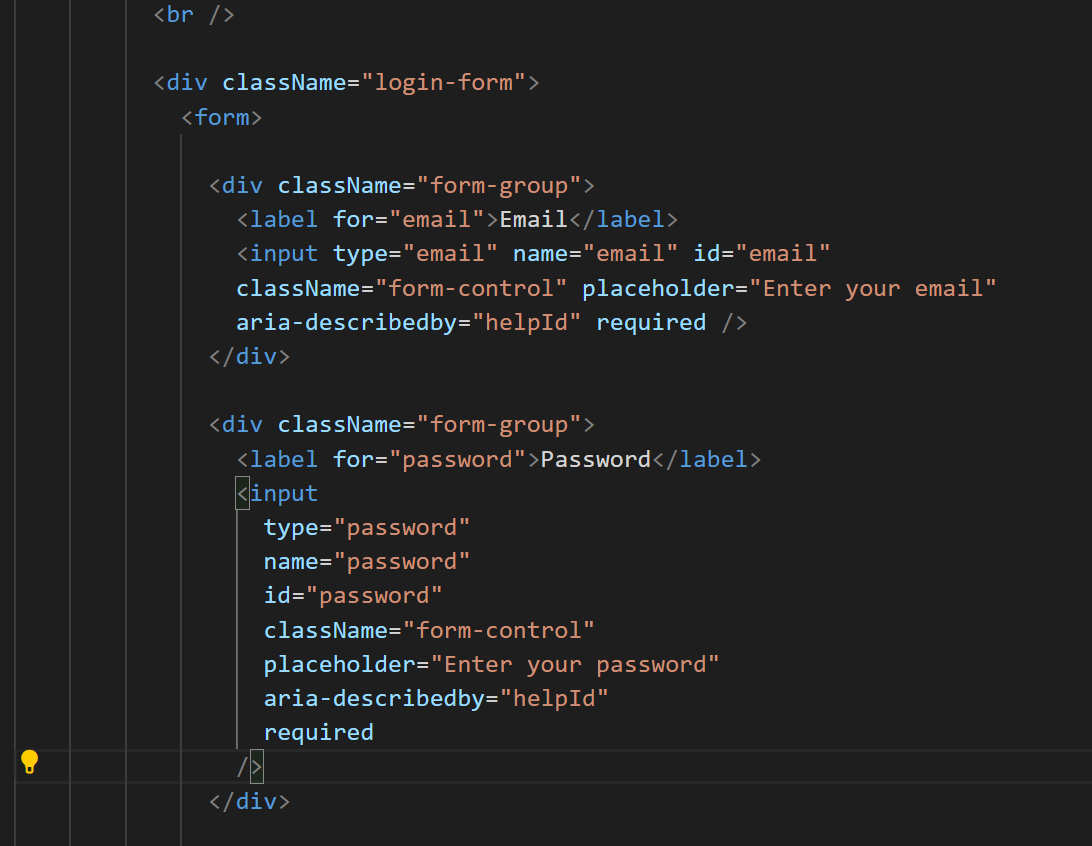 <br />
<div className="login-form">
<form>
<div className="form-group">
<label for="email">Email</label>
<input type="email" name="email" id="email"
className="form-control" placeholder="Enter your email"
aria-describedby="helpId" required />
</div>
<div className="form-group">
<label for="password">Password</label>
<input
type="password"
name="password"
id="password"
className="form-control"
placeholder="Enter your password"
aria-describedby="helpId"
required
/>
</div>